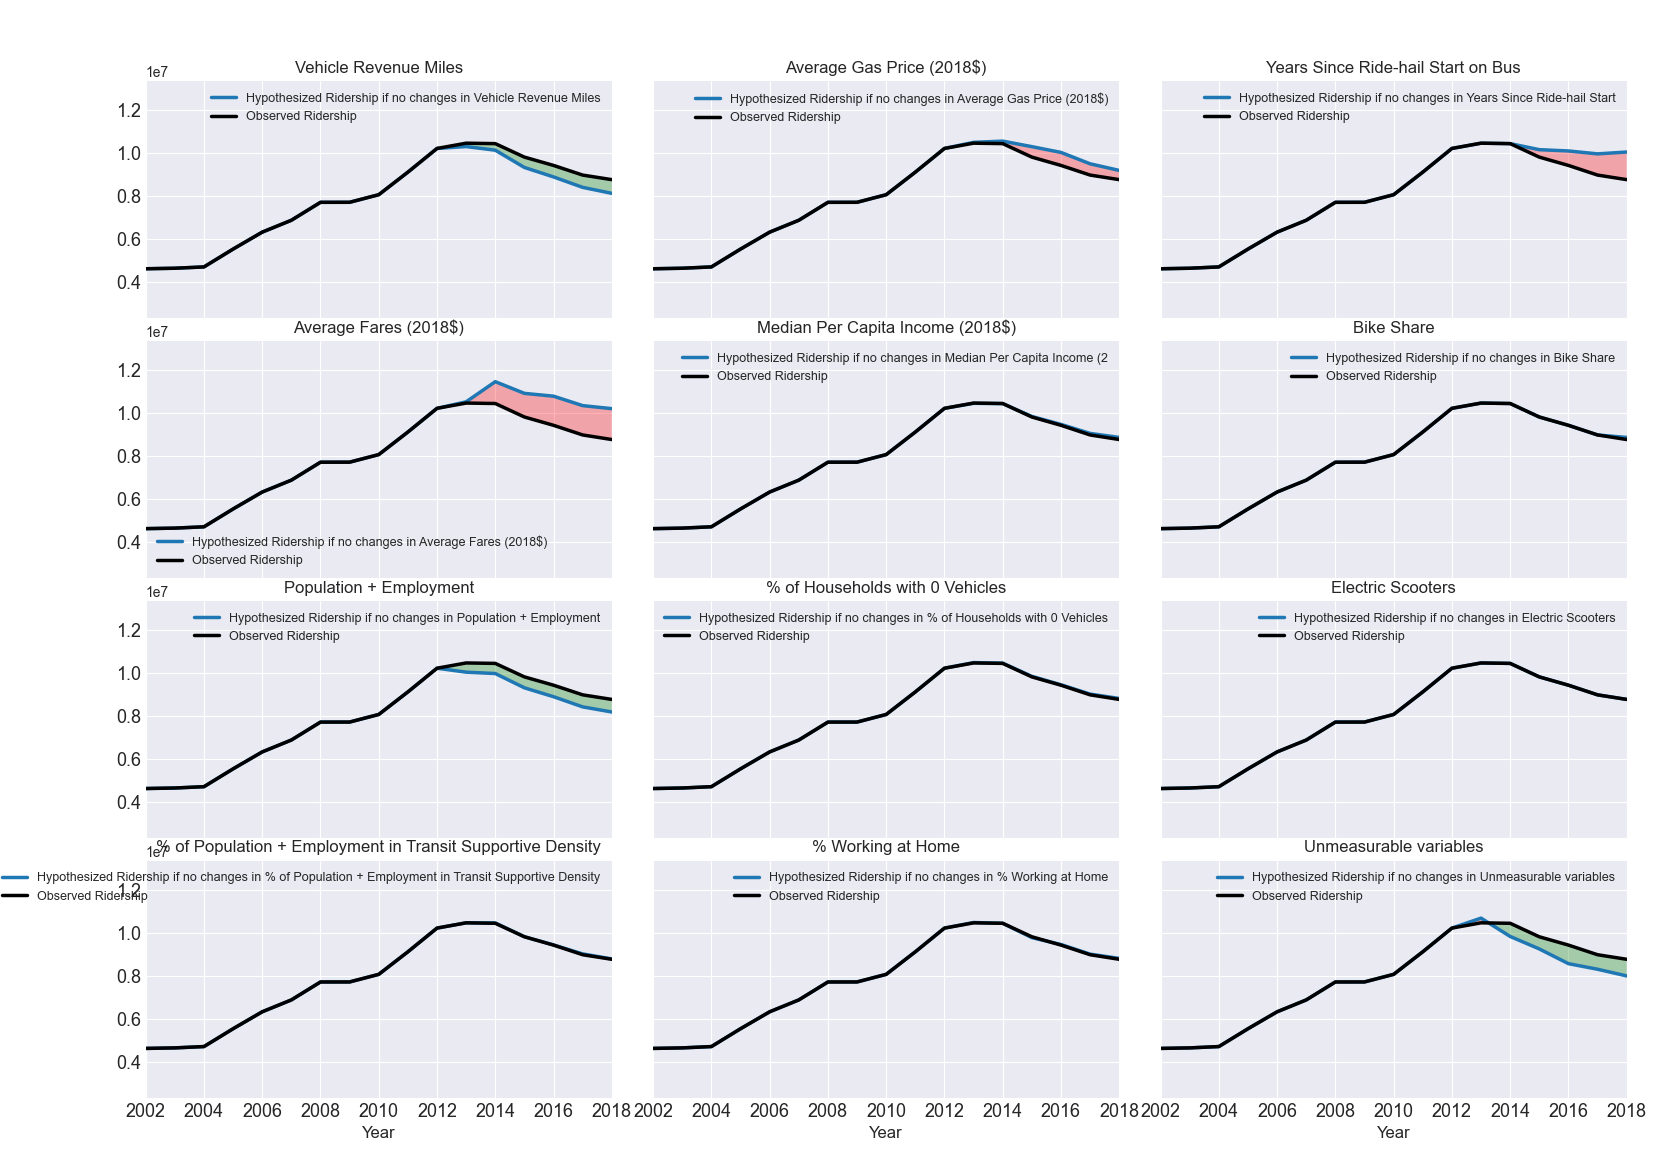 Vehicle Revenue Miles
Average Gas Price (2018$)
Years Since Ride-hail Start on Bus
1e7
Hypothesized Ridership if no changes in Vehicle Revenue Miles
Observed Ridership
Hypothesized Ridership if no changes in Average Gas Price (2018$)
Observed Ridership
Hypothesized Ridership if no changes in Years Since Ride-hail Start
Observed Ridership
1.2
1.0
0.8
0.6
0.4
Average Fares (2018$)
Median Per Capita Income (2018$)
Bike Share
1e7
Hypothesized Ridership if no changes in Median Per Capita Income (2
Observed Ridership
Hypothesized Ridership if no changes in Bike Share
Observed Ridership
1.2
1.0
0.8
0.6
0.4
Hypothesized Ridership if no changes in Average Fares (2018$)
Observed Ridership
Population + Employment
% of Households with 0 Vehicles
Electric Scooters
1e7
Hypothesized Ridership if no changes in Population + Employment
Observed Ridership
Hypothesized Ridership if no changes in % of Households with 0 Vehicles
Observed Ridership
Hypothesized Ridership if no changes in Electric Scooters
Observed Ridership
1.2
1.0
0.8
0.6
0.4
% of Population + Employment in Transit Supportive Density
% Working at Home
Unmeasurable variables
1e7
Hypothesized Ridership if no changes in % of Population + Employment in Transit Supportive Density
Observed Ridership
Hypothesized Ridership if no changes in % Working at Home
Observed Ridership
Hypothesized Ridership if no changes in Unmeasurable variables
Observed Ridership
1.2
1.0
0.8
0.6
0.4
2002 2004 2006 2008 2010 2012 2014 2016 2018
2002 2004 2006 2008 2010 2012 2014 2016 2018
2002 2004 2006 2008 2010 2012 2014 2016 2018
Year
Year
Year